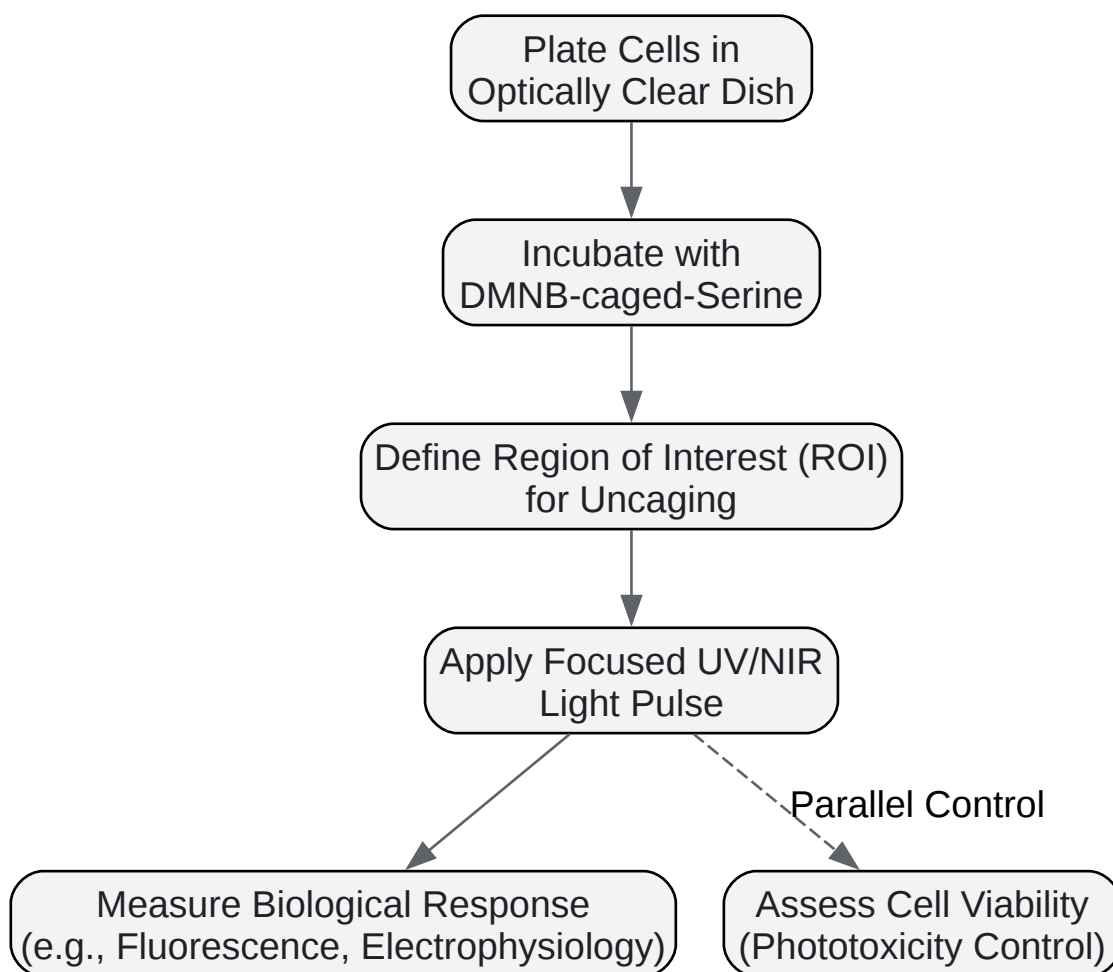 Plate Cells in
Optically Clear Dish
Incubate with
DMNB-caged-Serine
Define Region of Interest (ROI)
for Uncaging
Apply Focused UV/NIR
Light Pulse
Parallel Control
Measure Biological Response
(e.g., Fluorescence, Electrophysiology)
Assess Cell Viability
(Phototoxicity Control)